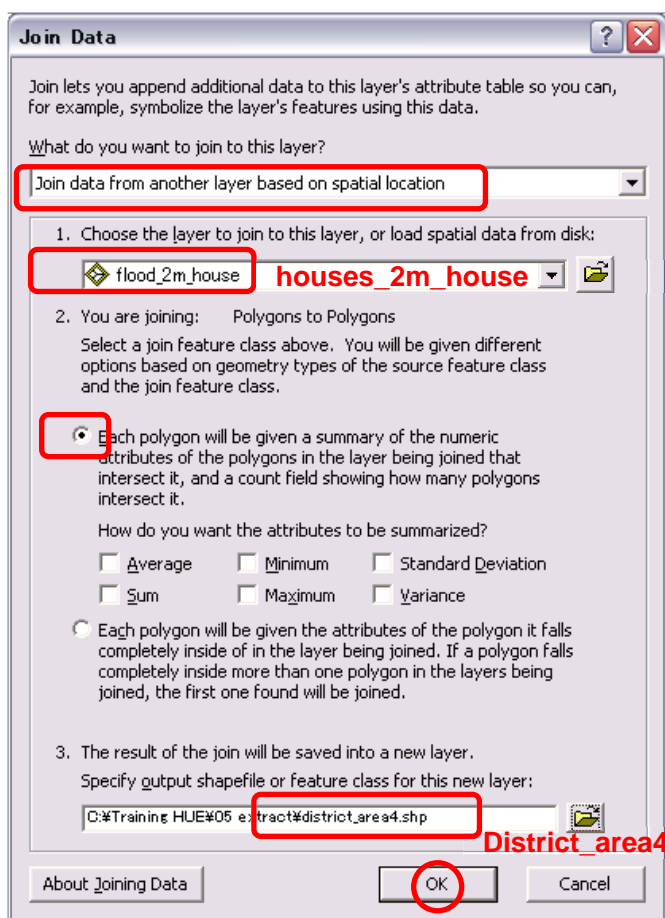 Join Data
Join lets you append additional data to this layer's attribute table so you can,
for example, symbolize the layer's features using this data.
What do you want to join to this layer?
Join data from another layer based on spatial location
1. Choose the layer to join to this layer, or load spatial data from disk:
flood_2m_house houses_2m_house
2. You are joining: Polygons to Polygons
Select a join feature class above. You will be given different
options based on geometry types of the source feature class
and the join feature class.
Each polygon will be given a summary of the numeric
attributes of the polygons in the layer being joined that
intersect it, and a count field showing how many polygons
intersect it.
How do you want the attributes to be summarized?
Average Minimum Standard Deviation
Sum Maximum Variance
Each polygon will be given the attributes of the polygon it falls
completely inside of in the layer being joined. If a polygon falls
completely inside more than one polygon in the layers being
joined, the first one found will be joined.
3. The result of the join will be saved into a new layer.
Specify output shapefile or feature class for this new layer:
C:¥Training HUE¥05 extract¥district_area4.shp
District_area4
About Joining Data OK Cancel